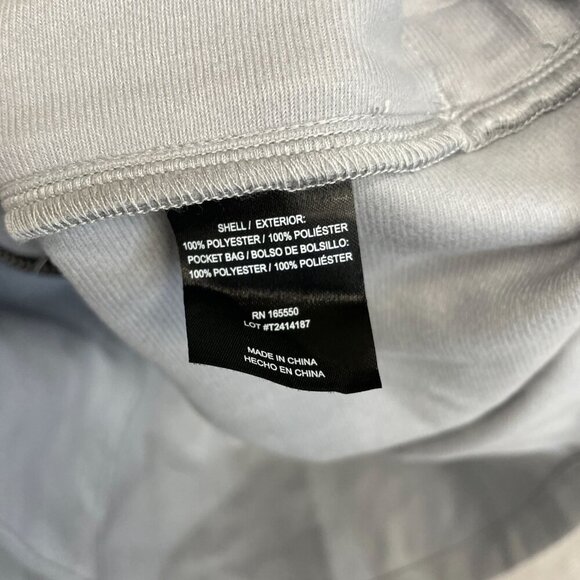 SHELL / EXTERIOR:
100% POLYESTER / 100% POLIÉSTER
POCKET BAG / BOLSO DE BOLSILLO:
100% POLYESTER / 100% POLIÉSTER
RN 165550
LOT #T2414187
MADE IN CHINA
HECHO EN CHINA